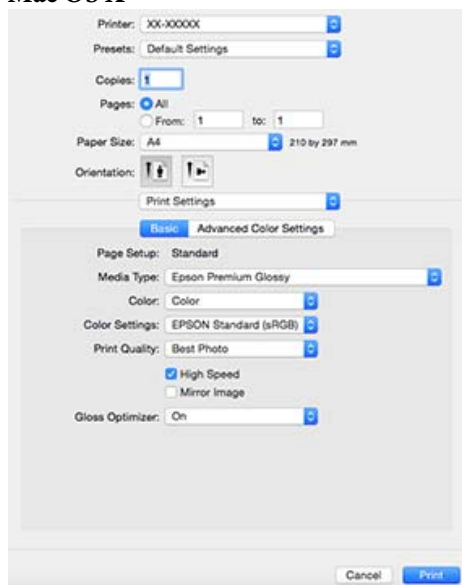 Mac OS X
Printer: XX-XXXXX
Presets: Default Settings
Copies: 1
Pages: All
From: 1 to: 1
Paper Size: A4 210 by 297 mm
Orientation:
Print Settings
Basic Advanced Color Settings
Page Setup: Standard
Media Type: Epson Premium Glossy
Color: Color
Color Settings: EPSON Standard (sRGB)
Print Quality: Best Photo
High Speed
Mirror Image
Gloss Optimizer: On
Cancel Print